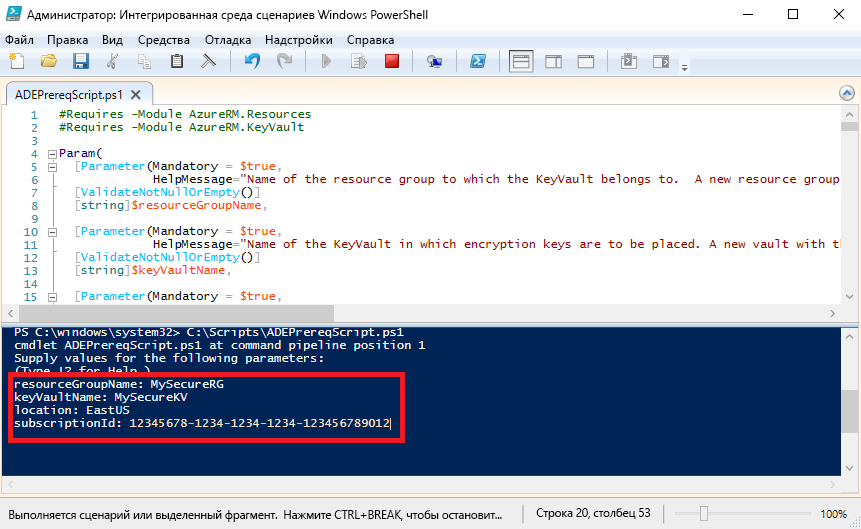 Администратор: Интегрированная среда сценариев Windows PowerShell
Файл Правка Вид Средства Отладка Надстройки Справка
ADEPrereqScript.ps1
1 #Requires -Module AzureRM.Resources
2 #Requires -Module AzureRM.KeyVault
3
4 Param(
5 [Parameter(Mandatory = $true,
6 HelpMessage="Name of the resource group to which the KeyVault belongs to. A new resource group
7 [ValidateNotNullOrEmpty()]
8 [string]$resourceGroupName,
9
10 [Parameter(Mandatory = $true,
11 HelpMessage="Name of the KeyVault in which encryption keys are to be placed. A new vault with
12 [ValidateNotNullOrEmpty()]
13 [string]$keyVaultName,
14
15 [Parameter(Mandatory = $true,
PS C:\windows\system32> C:\Scripts\ADEPrereqScript.ps1
cmdlet ADEPrereqScript.ps1 at command pipeline position 1
Supply values for the following parameters:
(Type !? for Help.)
resourceGroupName: MySecureRG
keyVaultName: MySecureKV
location: EastUS
subscriptionId: 12345678-1234-1234-1234-123456789012
Выполняется сценарий или выделенный фрагмент. Нажмите CTRL+BREAK, чтобы остановит... Строка 20, столбец 53 100%